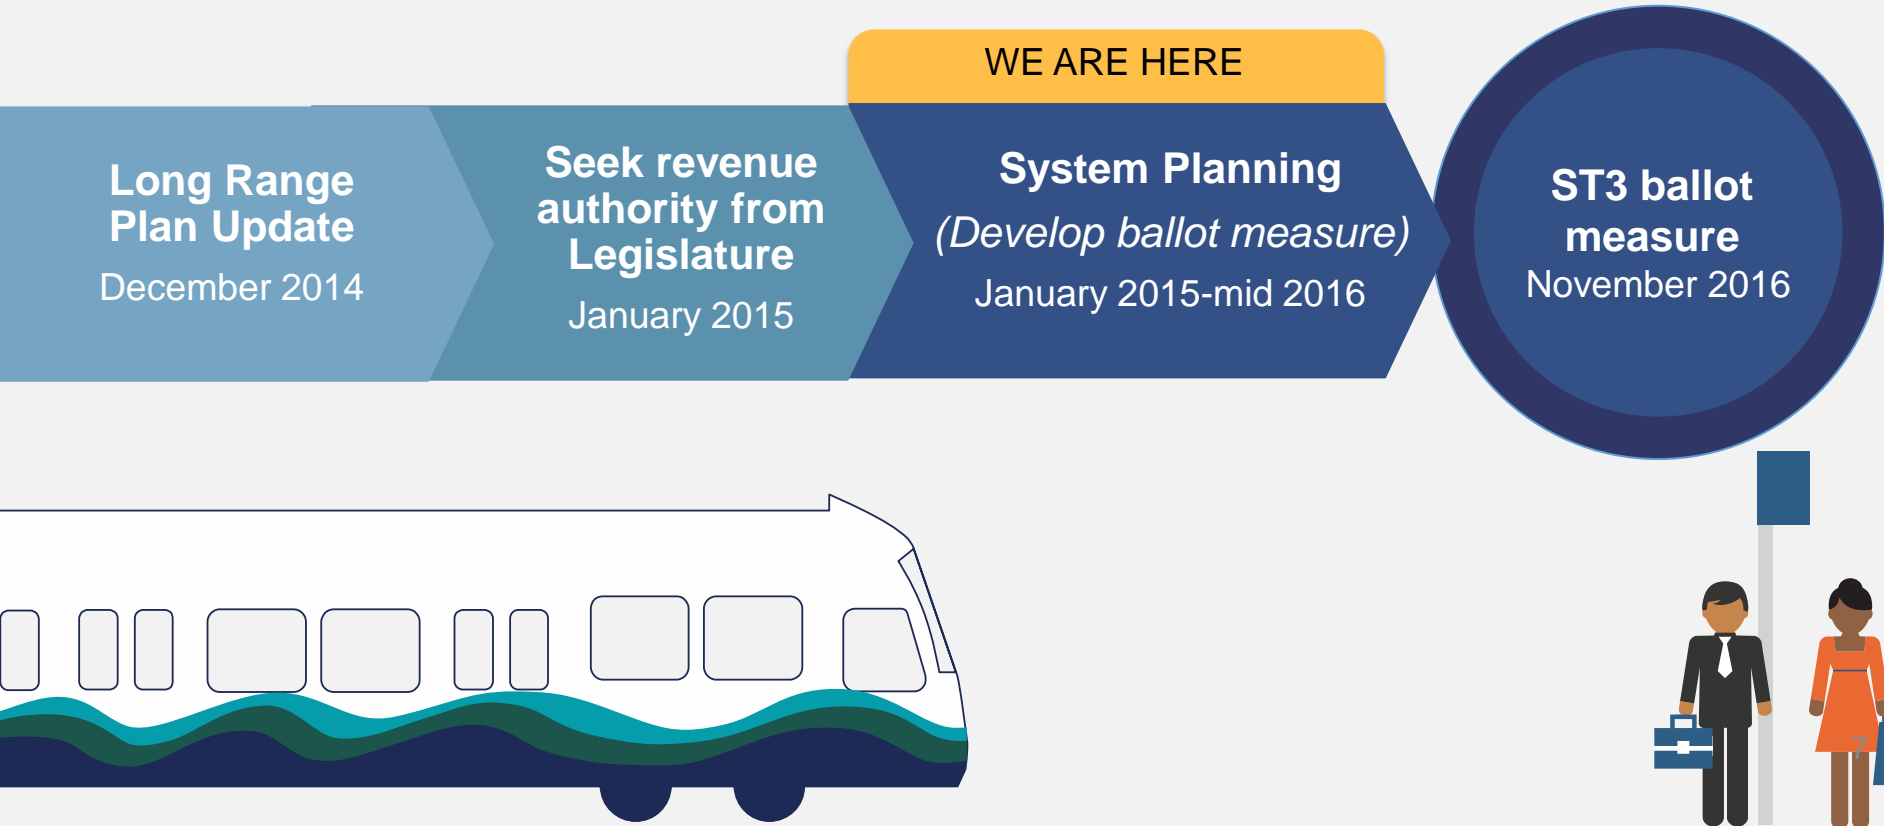 WE ARE HERE
Long Range
Plan Update
December 2014
Seek revenue
authority from
Legislature
January 2015
System Planning
(Develop ballot measure)
January 2015-mid 2016
ST3 ballot
measure
November 2016
7